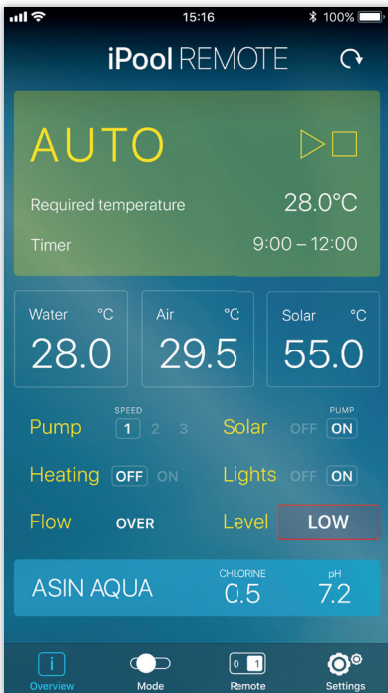 15:16 100%
iPool REMOTE
AUTO
Required temperature 28.0°C
Timer 9:00 – 12:00
Water °C Air °C Solar °C
28.0 29.5 55.0
SPEED PUMP
Pump 1 2 3 Solar OFF ON
Heating OFF ON Lights OFF ON
Flow OVER Level LOW
CHLORINE pH
ASIN AQUA 0.5 7.2
i 0 1
Overview Mode Remote Settings